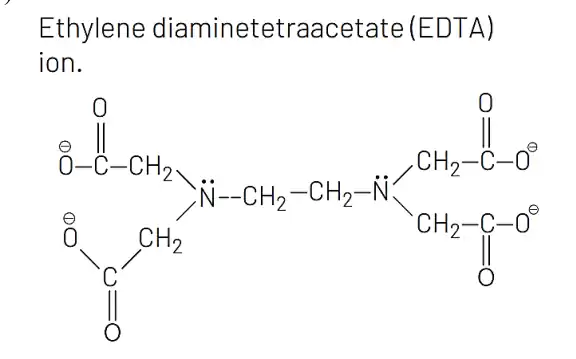 Ethylene diaminetetraacetate (EDTA)
ion.
O O
⊖O–C–CH₂ CH₂–C–O⊖
N̈--CH₂–CH₂–N̈
⊖O CH₂ CH₂–C–O⊖
C O
O